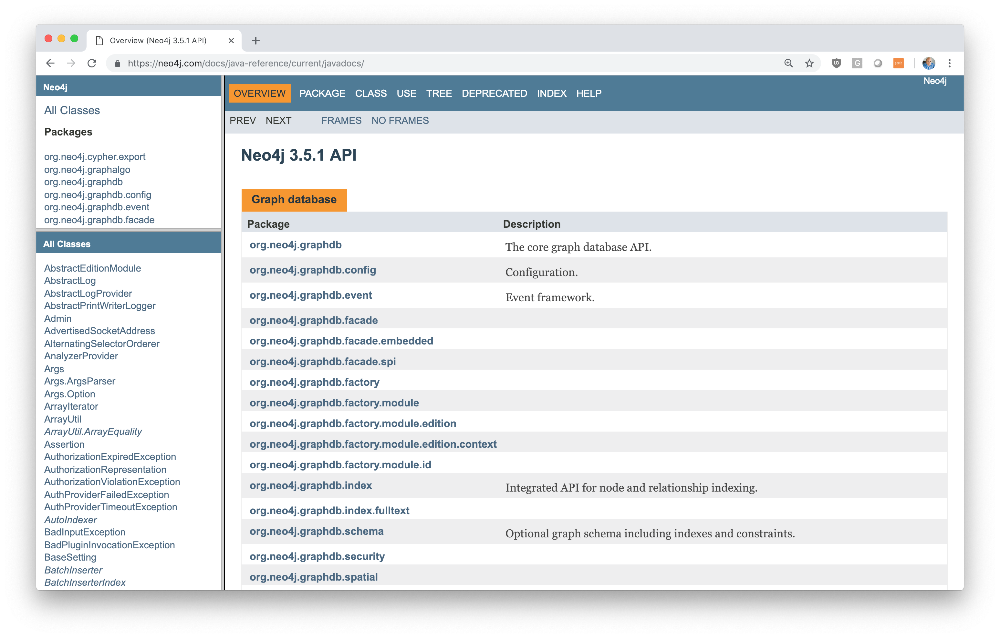 Overview (Neo4j 3.5.1 API)
https://neo4j.com/docs/java-reference/current/javadocs/
Neo4j
All Classes
Packages
org.neo4j.cypher.export
org.neo4j.graphalgo
org.neo4j.graphdb
org.neo4j.graphdb.config
org.neo4j.graphdb.event
org.neo4j.graphdb.facade
All Classes
AbstractEditionModule
AbstractLog
AbstractLogProvider
AbstractPrintWriterLogger
Admin
AdvertisedSocketAddress
AlternatingSelectorOrderer
AnalyzerProvider
Args
Args.ArgsParser
Args.Option
ArrayIterator
ArrayUtil
ArrayUtil.ArrayEquality
Assertion
AuthorizationExpiredException
AuthorizationRepresentation
AuthorizationViolationException
AuthProviderFailedException
AuthProviderTimeoutException
AutoIndexer
BadInputException
BadPluginInvocationException
BaseSetting
BatchInserter
BatchInserterIndex
Neo4j
OVERVIEW PACKAGE CLASS USE TREE DEPRECATED INDEX HELP
PREV NEXT FRAMES NO FRAMES
Neo4j 3.5.1 API
Graph database
Package Description
org.neo4j.graphdb The core graph database API.
org.neo4j.graphdb.config Configuration.
org.neo4j.graphdb.event Event framework.
org.neo4j.graphdb.facade
org.neo4j.graphdb.facade.embedded
org.neo4j.graphdb.facade.spi
org.neo4j.graphdb.factory
org.neo4j.graphdb.factory.module
org.neo4j.graphdb.factory.module.edition
org.neo4j.graphdb.factory.module.edition.context
org.neo4j.graphdb.factory.module.id
org.neo4j.graphdb.index Integrated API for node and relationship indexing.
org.neo4j.graphdb.index.fulltext
org.neo4j.graphdb.schema Optional graph schema including indexes and constraints.
org.neo4j.graphdb.security
org.neo4j.graphdb.spatial